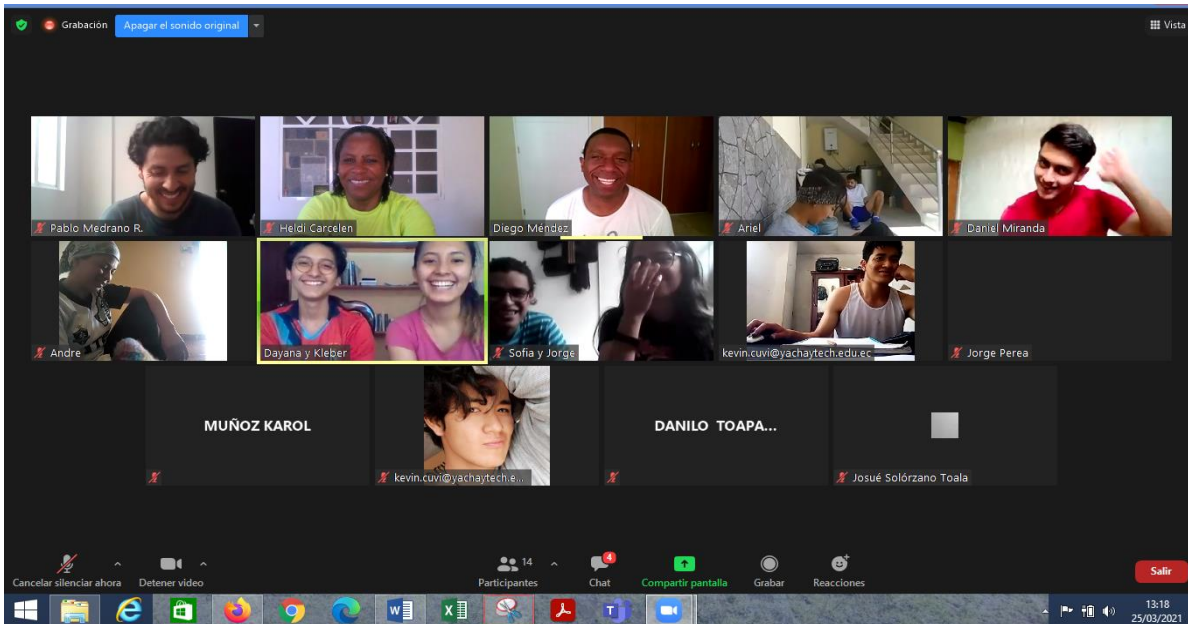 Grabación
Apagar el sonido original
Vista
Pablo Medrano R.
Heidi Carcelen
Diego Méndez
Ariel
Daniel Miranda
Andre
Dayana y Kleber
Sofia y Jorge
kevin.cuvi@yachaytech.edu.ec
Jorge Perea
MUÑOZ KAROL
kevin.cuvi@yachaytech.e...
DANILO TOAPA...
Josué Solórzano Toala
Cancelar silenciar ahora
Detener video
14
Participantes
4
Chat
Compartir pantalla
Grabar
Reacciones
Salir
13:18
25/03/2021